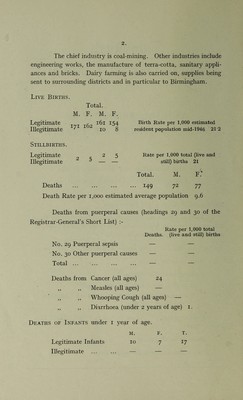 2.
The chief industry is coal-mining. Other industries include
engineering works, the manufacture of terra-cotta, sanitary appli-
ances and bricks. Dairy farming is also carried on, supplies being
sent to surrounding districts and in particular to Birmingham.
Live Births.
Total.
M. F. M. F.
Legitimate 171 162 161 154 Birth Rate per 1,000 estimated
Illegitimate 10 8 resident papulation mid-1944 21·2
Stillbirths.
Legitimate 2 5 2 5 Rate per 1,000 total (live and
Illegitimate — — still) births 21
Total. M. F.
Deaths ... ... ... ... 149 72 77
Death Rate per 1,000 estimated average population 9.6
Deaths from puerperal causes (headings 29 and 30 of the
Registrar-General's Short List) :-
Rate per 1,000 total
Deaths. (live and still) births
No. 29 Puerperal sepsis — —
No. 30 Other puerperal causes — —
Total ... ... ... ... — —
Deaths from Cancer (all ages) 24
„ „ Measles (all ages) —
„ „ Whooping Cough (all ages) —
„ „ Diarrhoea (under 2 years of age) 1.
Deaths of Infants under 1 year of age.
M. F. T.
Legitimate Infants 10 7 17
Illegitimate ... ... — — —